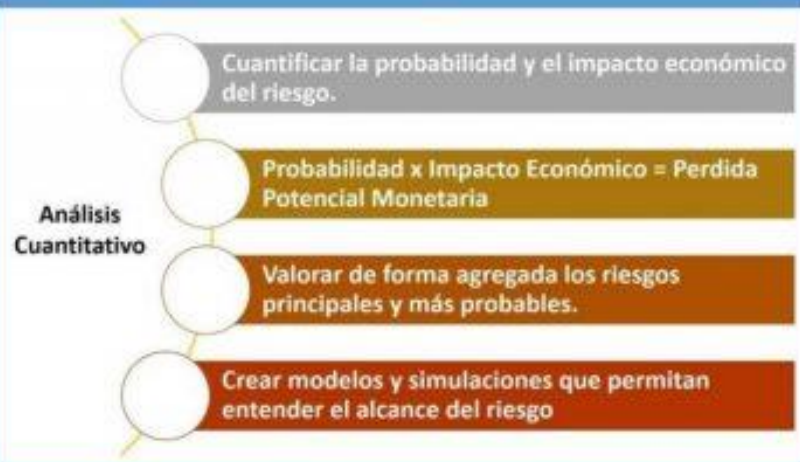 Cuantificar la probabilidad y el impacto económico
del riesgo.
Probabilidad x Impacto Económico = Perdida
Potencial Monetaria
Análisis
Cuantitativo
Valorar de forma agregada los riesgos
principales y más probables.
Crear modelos y simulaciones que permitan
entender el alcance del riesgo